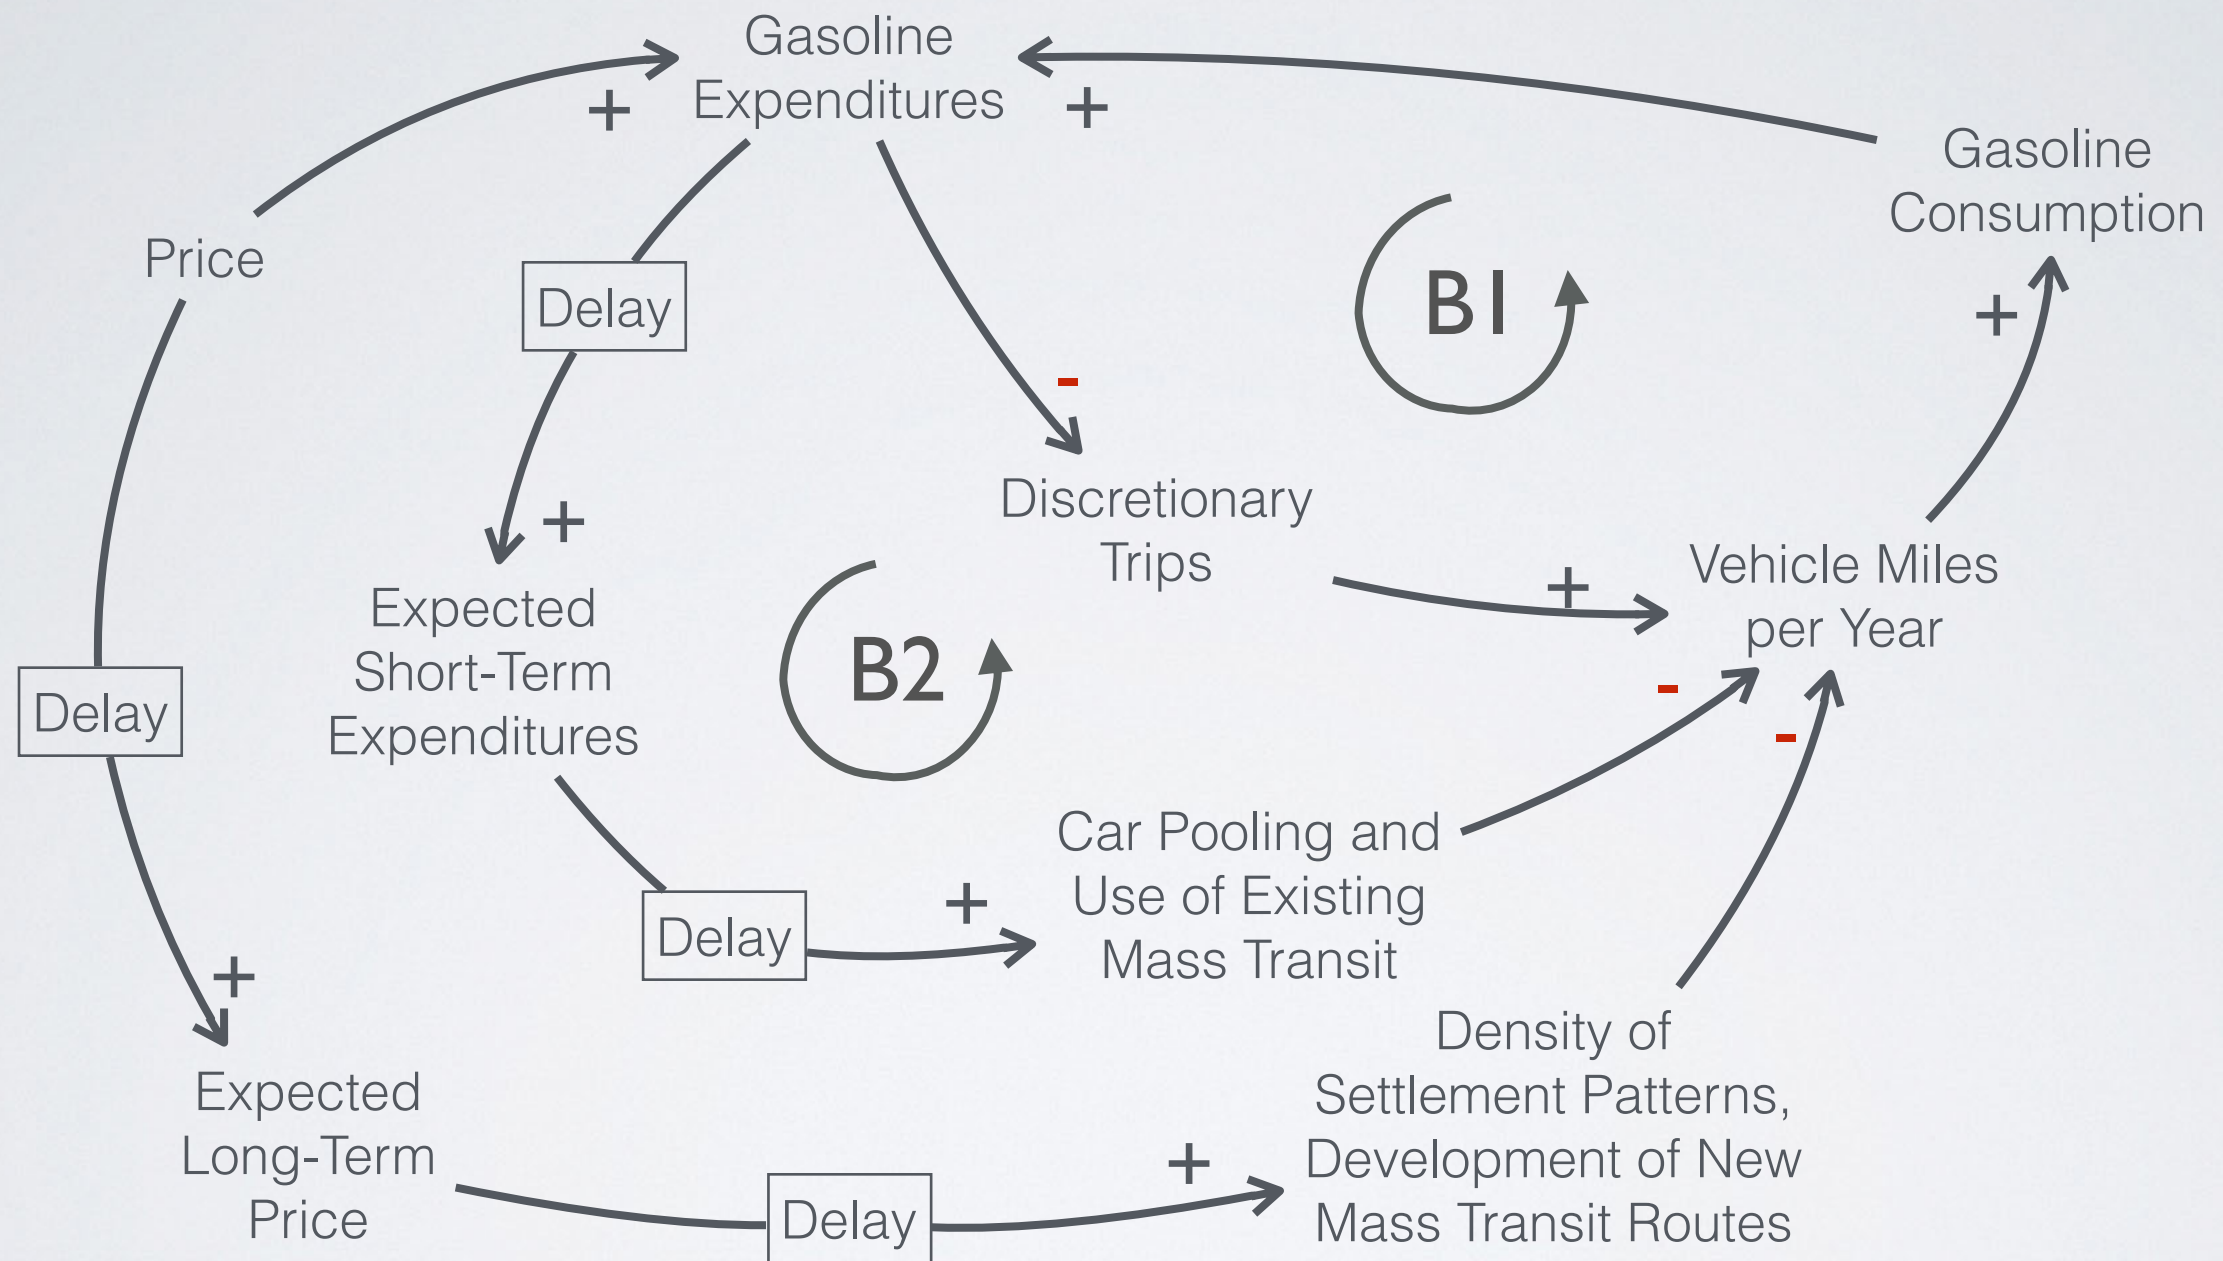 Gasoline
Expenditures
+
+
Gasoline
Consumption
Price
Delay
B1
+
-
Discretionary
Trips
+
Expected
Short-Term
Expenditures
B2
+
Vehicle Miles
per Year
-
-
Delay
Car Pooling and
Use of Existing
Mass Transit
+
Delay
+
Density of
Settlement Patterns,
Development of New
Mass Transit Routes
Expected
Long-Term
Price
+
Delay